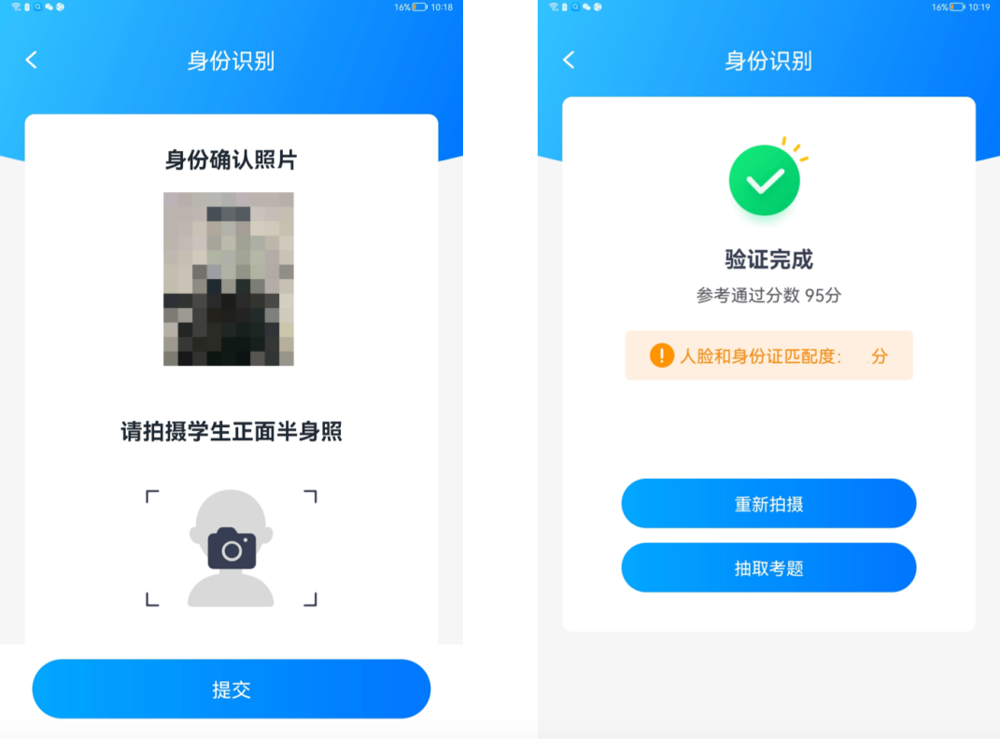 16% 10:18
身份识别
身份确认照片
请拍摄学生正面半身照
提交
16% 10:19
身份识别
验证完成
参考通过分数 95分
人脸和身份证匹配度： 分
重新拍摄
抽取考题